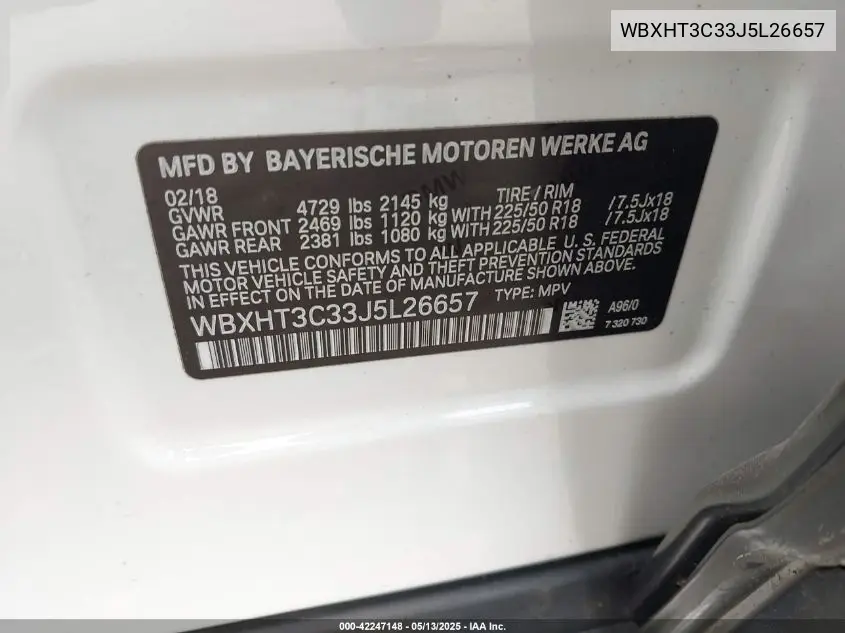 WBXHT3C33J5L26657
MFD BY BAYERISCHE MOTOREN WERKE AG
02/18 TIRE / RIM
GVWR 4729 lbs 2145 kg
GAWR FRONT 2469 lbs 1120 kg WITH 225/50 R18 / 7.5Jx18
GAWR REAR 2381 lbs 1080 kg WITH 225/50 R18 / 7.5Jx18
THIS VEHICLE CONFORMS TO ALL APPLICABLE U. S. FEDERAL
MOTOR VEHICLE SAFETY AND THEFT PREVENTION STANDARDS
IN EFFECT ON THE DATE OF MANUFACTURE SHOWN ABOVE.
WBXHT3C33J5L26657 TYPE: MPV
A96/0
7 320 730
000-42247148 - 05/13/2025 - IAA Inc.